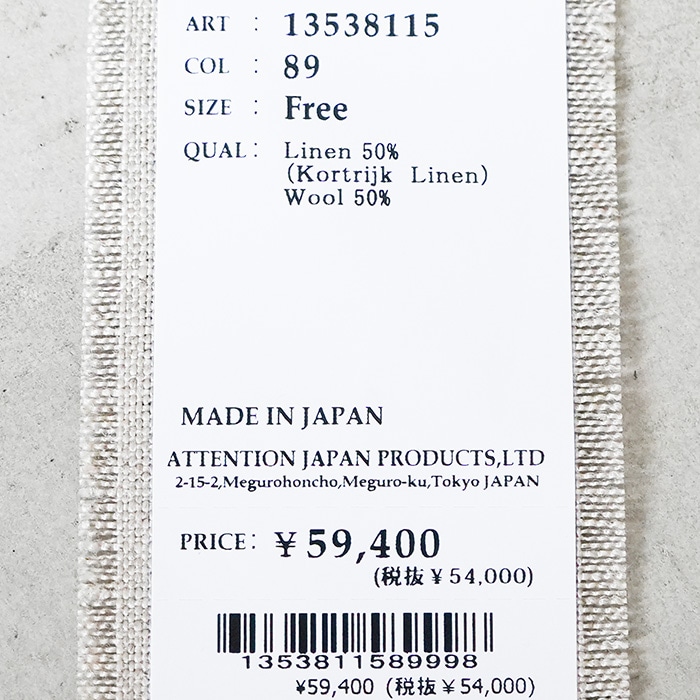 ART : 13538115
COL : 89
SIZE : Free
QUAL: Linen 50%
(Kortrijk Linen)
Wool 50%
MADE IN JAPAN
ATTENTION JAPAN PRODUCTS,LTD
2-15-2,Megurohoncho,Meguro-ku,Tokyo JAPAN
PRICE: ¥59,400
(税抜¥54,000)
1353811589998
¥59,400 (税抜¥54,000)